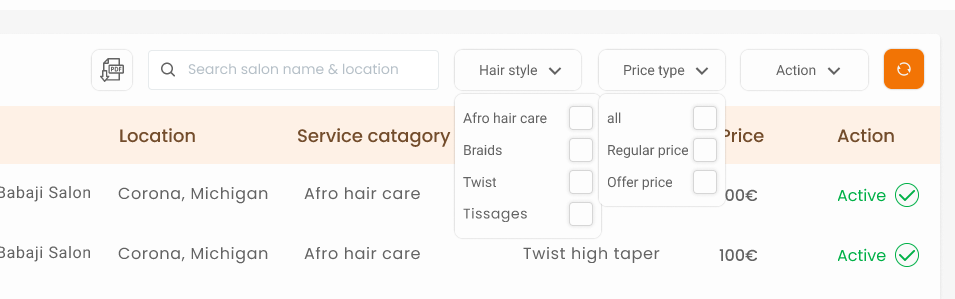 PDF
Search salon name & location
Hair style
Price type
Action
Afro hair care
Braids
Twist
Tissages
all
Regular price
Offer price
Location Service catagory Price Action
Babaji Salon Corona, Michigan Afro hair care 00€ Active
Babaji Salon Corona, Michigan Afro hair care Twist high taper 100€ Active